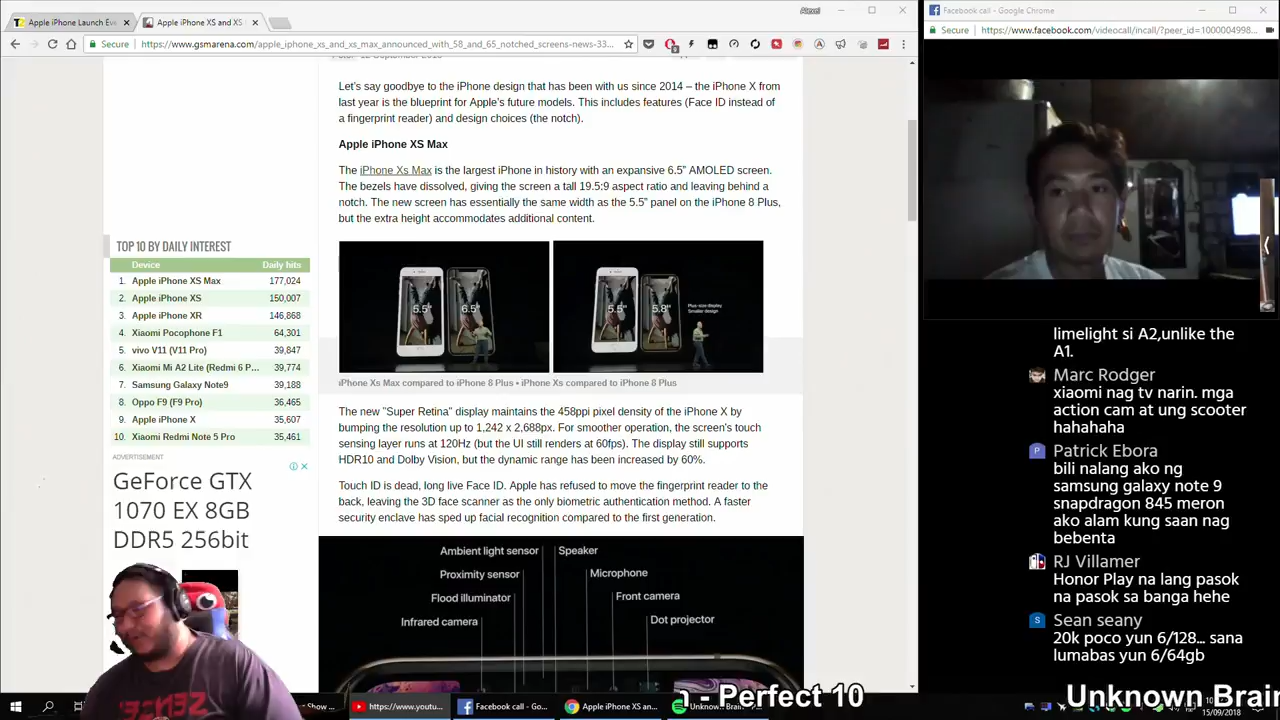 Apple iPhone Launch Eve
Apple iPhone XS and XS
Alexei
Secure
https://www.gsmarena.com/apple_iphone_xs_and_xs_max_announced_with_58_and_65_notched_screens-news-33...
Let's say goodbye to the iPhone design that has been with us since 2014 – the iPhone X from
last year is the blueprint for Apple's future models. This includes features (Face ID instead of
a fingerprint reader) and design choices (the notch).
Apple iPhone XS Max
The iPhone Xs Max is the largest iPhone in history with an expansive 6.5" AMOLED screen.
The bezels have dissolved, giving the screen a tall 19.5:9 aspect ratio and leaving behind a
notch. The new screen has essentially the same width as the 5.5" panel on the iPhone 8 Plus,
but the extra height accommodates additional content.
5.5"
6.5"
5.5"
5.8"
Plus-size display
Smaller design
iPhone Xs Max compared to iPhone 8 Plus • iPhone Xs compared to iPhone 8 Plus
The new "Super Retina" display maintains the 458ppi pixel density of the iPhone X by
bumping the resolution up to 1,242 x 2,688px. For smoother operation, the screen's touch
sensing layer runs at 120Hz (but the UI still renders at 60fps). The display still supports
HDR10 and Dolby Vision, but the dynamic range has been increased by 60%.
Touch ID is dead, long live Face ID. Apple has refused to move the fingerprint reader to the
back, leaving the 3D face scanner as the only biometric authentication method. A faster
security enclave has sped up facial recognition compared to the first generation.
Ambient light sensor
Speaker
Proximity sensor
Microphone
Flood illuminator
Front camera
Infrared camera
Dot projector
TOP 10 BY DAILY INTEREST
Device Daily hits
1. Apple iPhone XS Max 177,024
2. Apple iPhone XS 150,007
3. Apple iPhone XR 146,868
4. Xiaomi Pocophone F1 64,301
5. vivo V11 (V11 Pro) 39,847
6. Xiaomi Mi A2 Lite (Redmi 6 P... 39,774
7. Samsung Galaxy Note9 39,188
8. Oppo F9 (F9 Pro) 36,465
9. Apple iPhone X 35,607
10. Xiaomi Redmi Note 5 Pro 35,461
ADVERTISEMENT
GeForce GTX
1070 EX 8GB
DDR5 256bit
Facebook call - Google Chrome
Secure
https://www.facebook.com/videocall/incall/?peer_id=1000004998...
limelight si A2,unlike the
A1.
Marc Rodger
xiaomi nag tv narin. mga
action cam at ung scooter
hahahaha
Patrick Ebora
bili nalang ako ng
samsung galaxy note 9
snapdragon 845 meron
ako alam kung saan nag
bebenta
RJ Villamer
Honor Play na lang pasok
na pasok sa banga hehe
Sean seany
20k poco yun 6/128... sana
lumabas yun 6/64gb
- Perfect 10
Unknown Brain
Show ...
https://www.yout...
Facebook call - Go...
Apple iPhone XS an...
15/09/2018